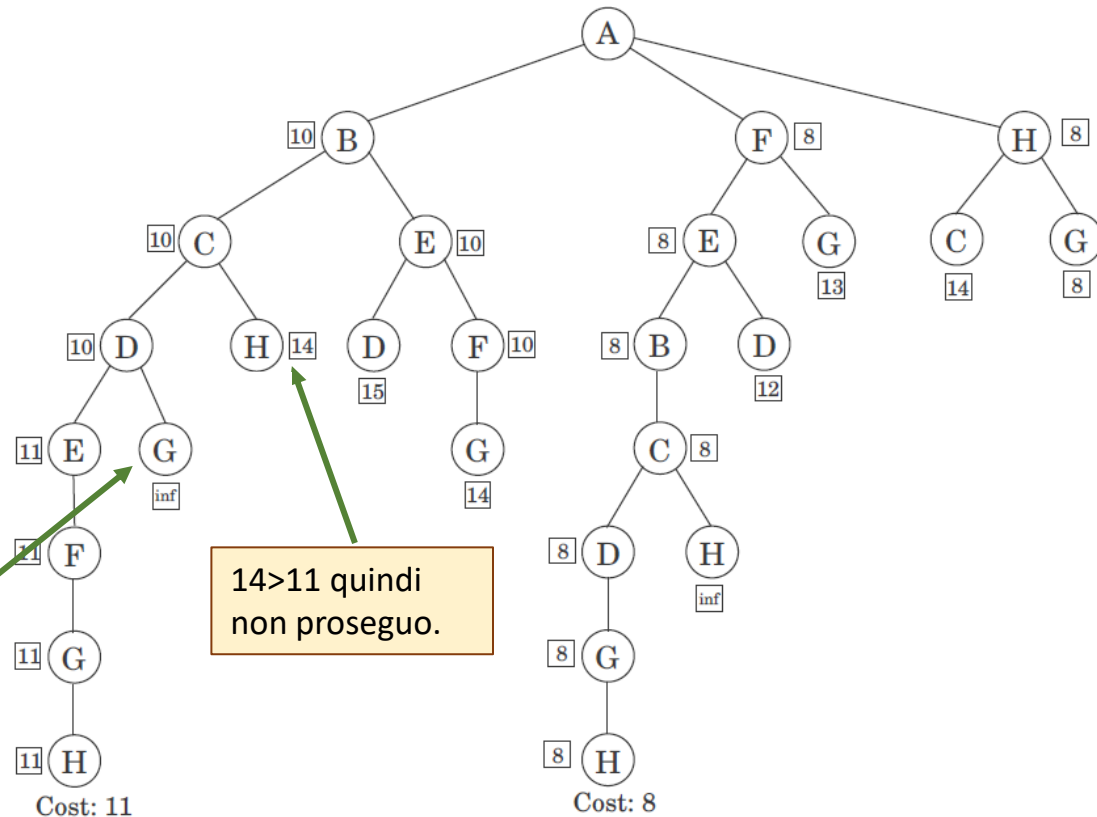 A
10 B F 8 H 8
10 C E 10 8 E G C G
13 14 8
10 D H 14 D F 10 8 B D
15 12
11 E G G C 8
inf 14
11 F 8 D H
14>11 quindi
non proseguo.
inf
11 G 8 G
11 H 8 H
Cost: 11 Cost: 8